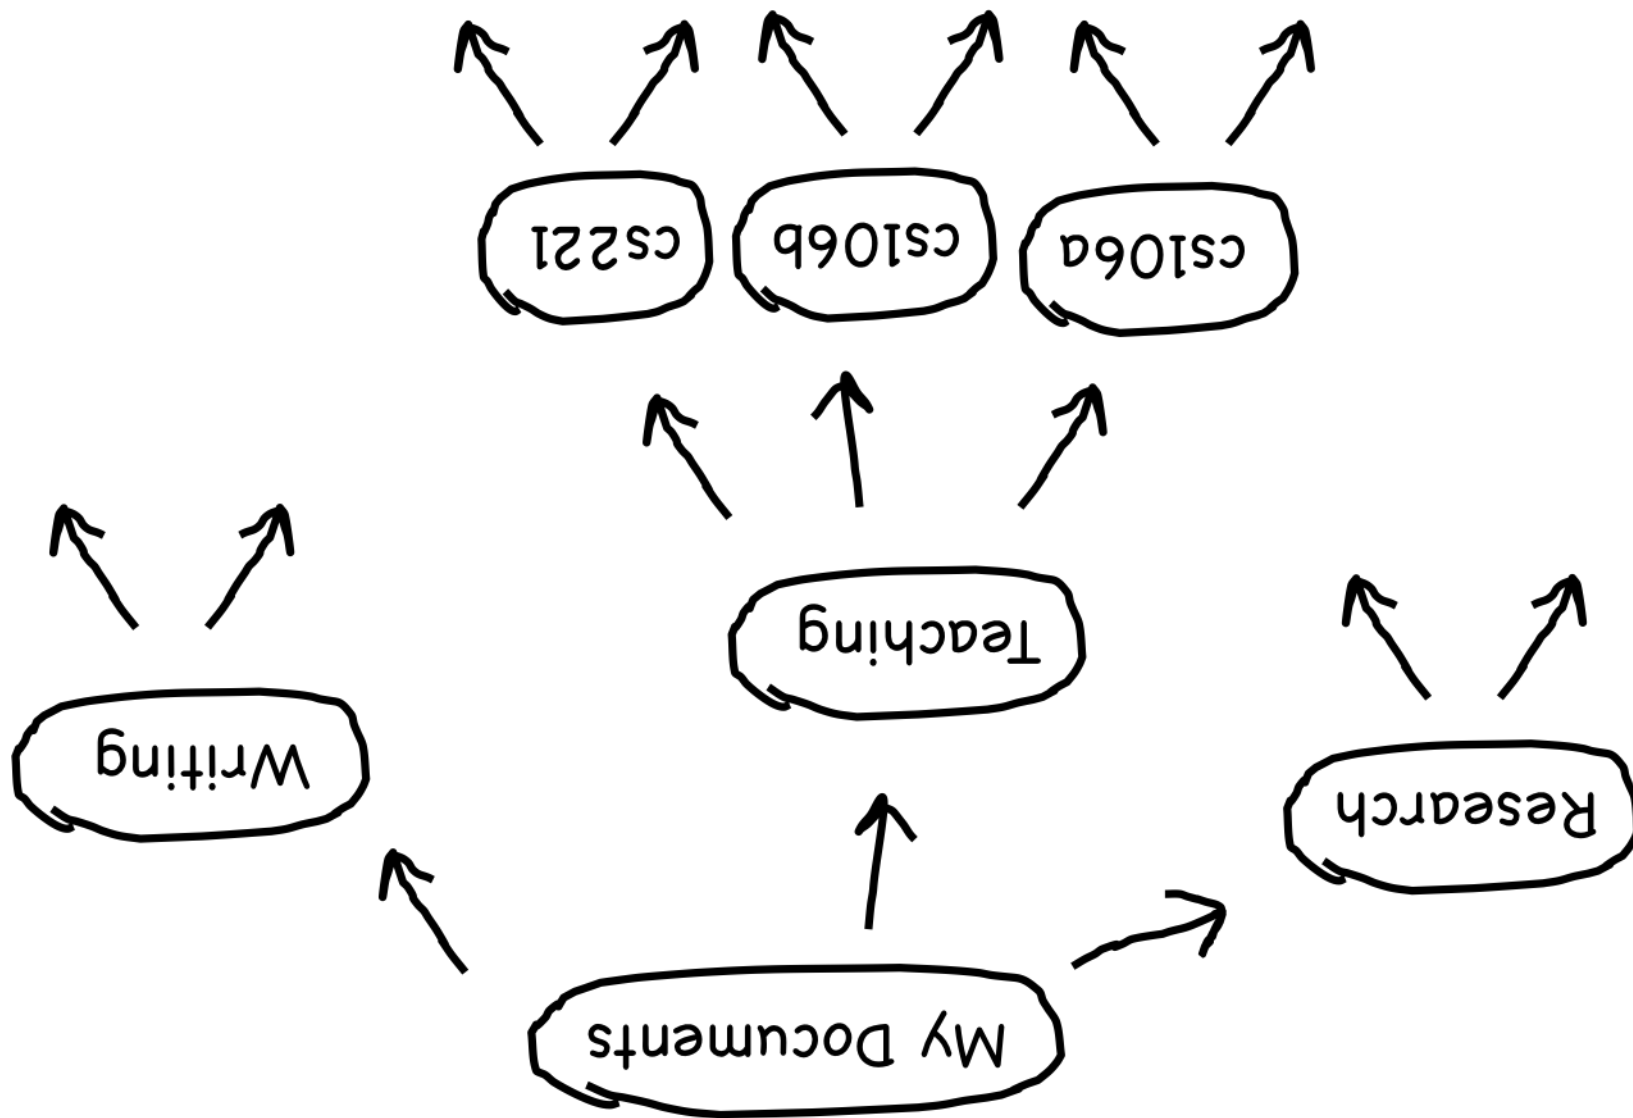 My Documents
Research
Teaching
Writing
cs106a
cs106b
cs221